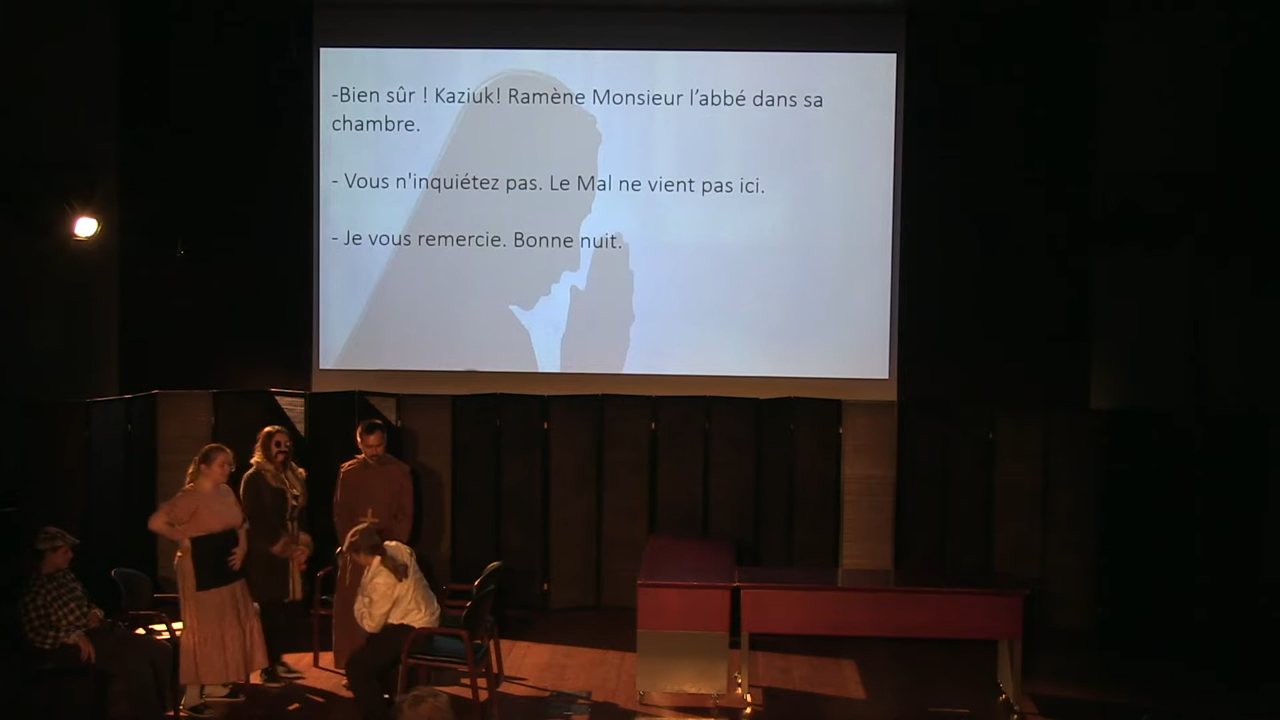 -Bien sûr ! Kaziuk! Ramène Monsieur l’abbé dans sa
chambre.
- Vous n'inquiétez pas. Le Mal ne vient pas ici.
- Je vous remercie. Bonne nuit.